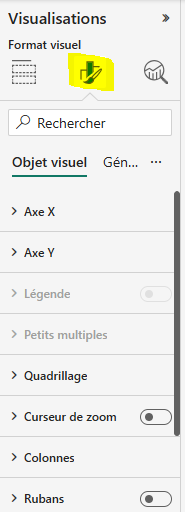 Visualisations
Format visuel
Rechercher
Objet visuel Gén...
Axe X
Axe Y
Légende
Petits multiples
Quadrillage
Curseur de zoom
Colonnes
Rubans